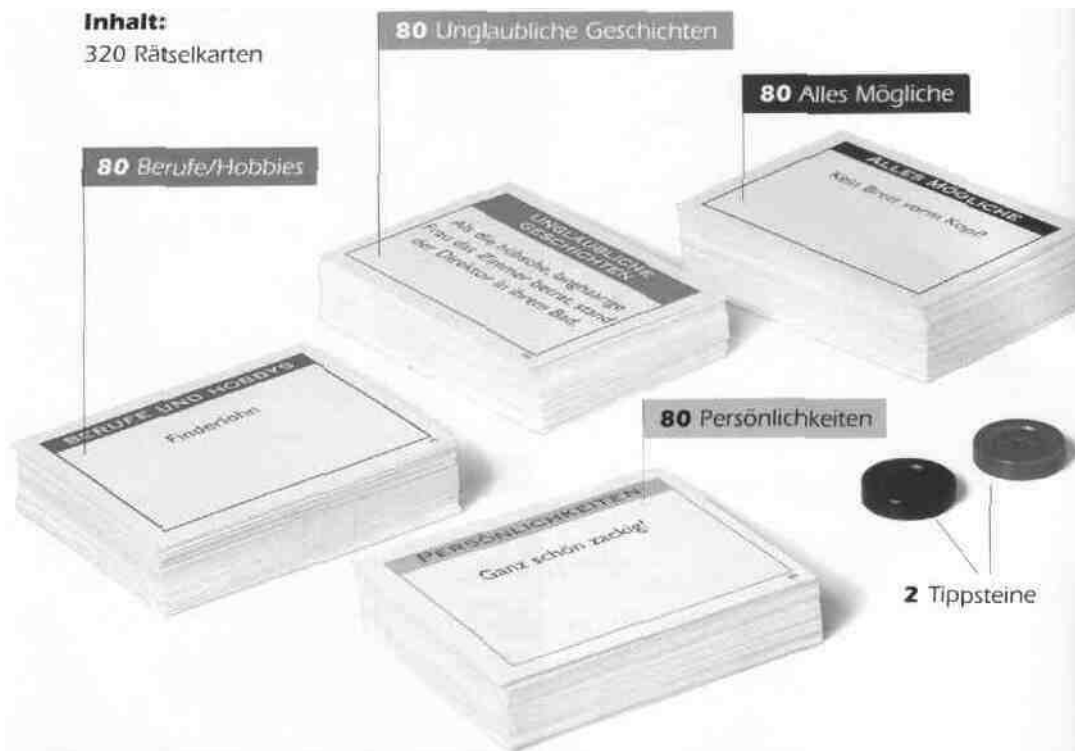 Inhalt:
320 Rätselkarten
80 Unglaubliche Geschichten
80 Alles Mögliche
80 Berufe/Hobbies
ALLES MÖGLICHE
Kein Brett vorm Kopf!
UNGLAUBLICHE
GESCHICHTEN
Als die hübsche, langhaarige
Frau das Zimmer betrat, stand
der Direktor in ihrem Bad.
BERUFE UND HOBBYS
Finderlohn
80 Persönlichkeiten
PERSÖNLICHKEITEN
Ganz schön zackig!
2 Tippsteine